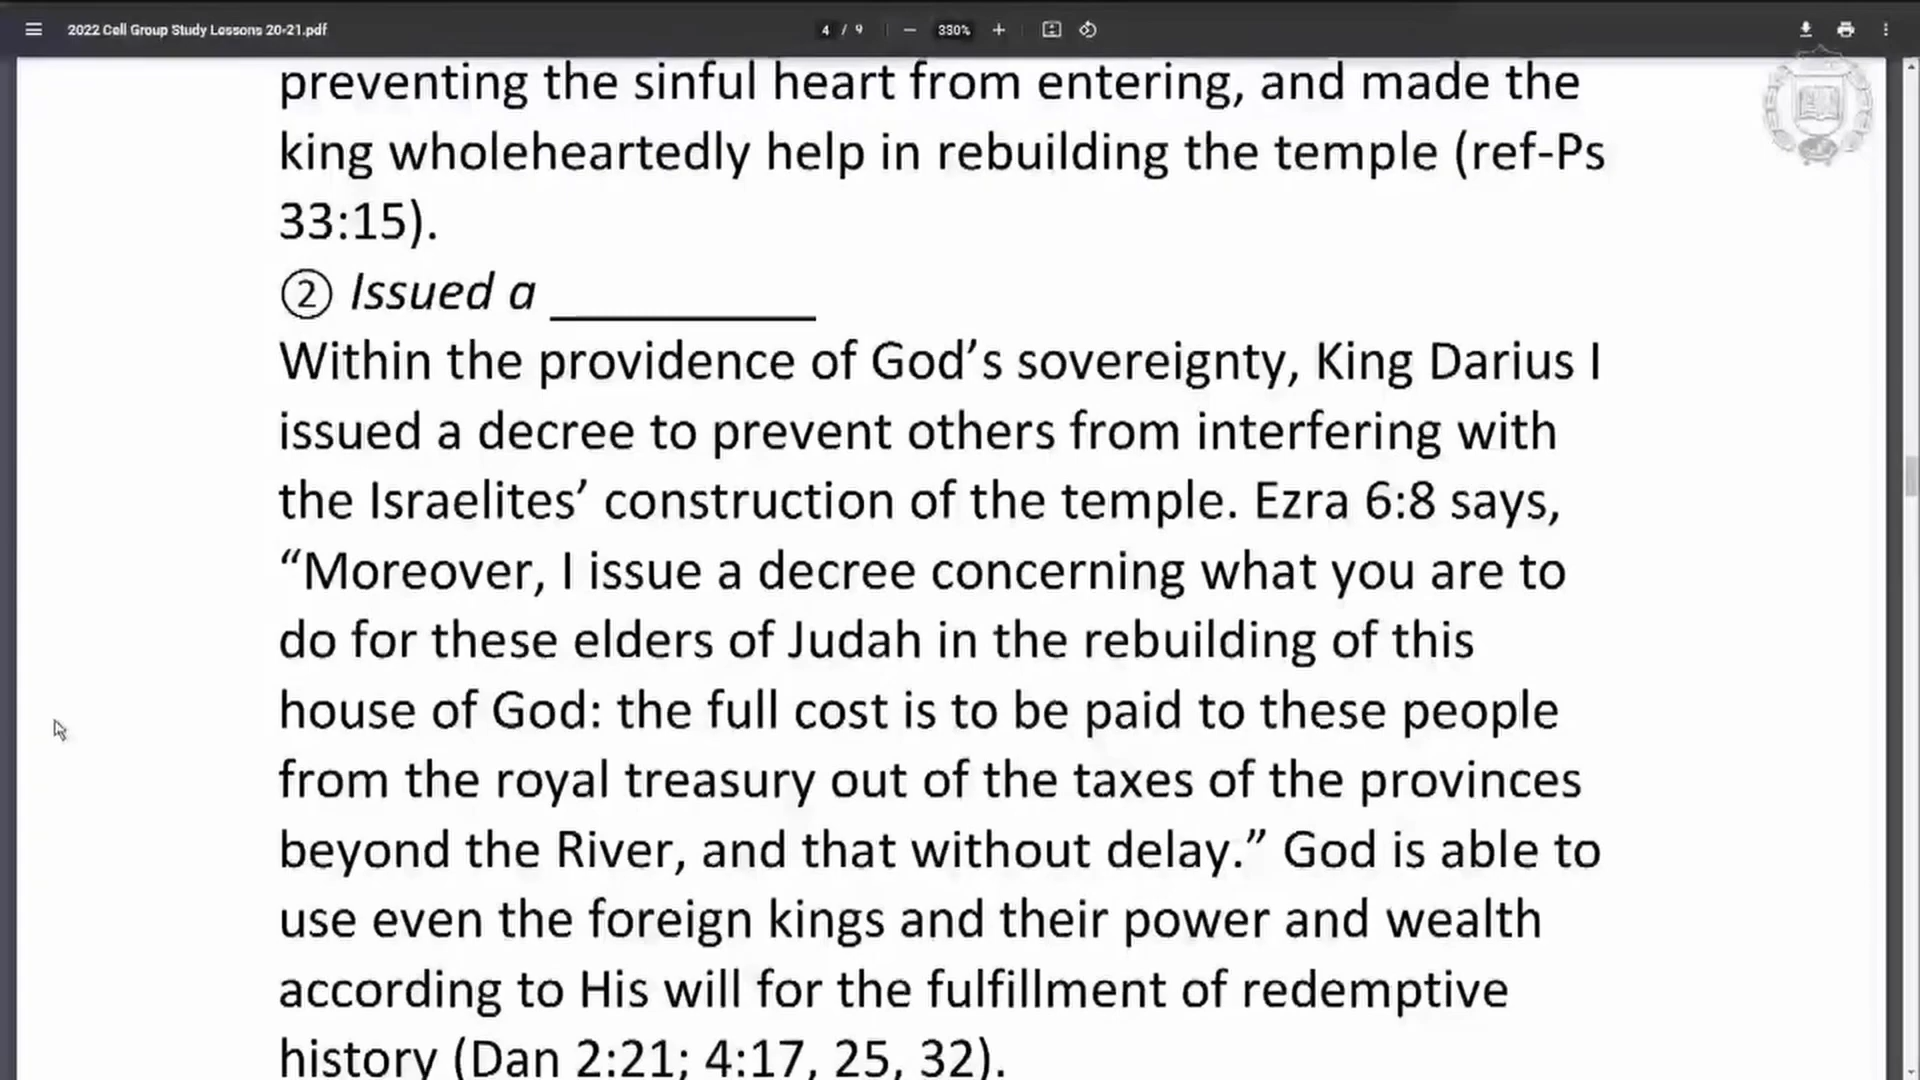 2022 Cell Group Study Lessons 20-21.pdf
4 / 9
330%
preventing the sinful heart from entering, and made the
king wholeheartedly help in rebuilding the temple (ref-Ps
33:15).
② Issued a __________
Within the providence of God’s sovereignty, King Darius I
issued a decree to prevent others from interfering with
the Israelites’ construction of the temple. Ezra 6:8 says,
“Moreover, I issue a decree concerning what you are to
do for these elders of Judah in the rebuilding of this
house of God: the full cost is to be paid to these people
from the royal treasury out of the taxes of the provinces
beyond the River, and that without delay.” God is able to
use even the foreign kings and their power and wealth
according to His will for the fulfillment of redemptive
history (Dan 2:21; 4:17, 25, 32).